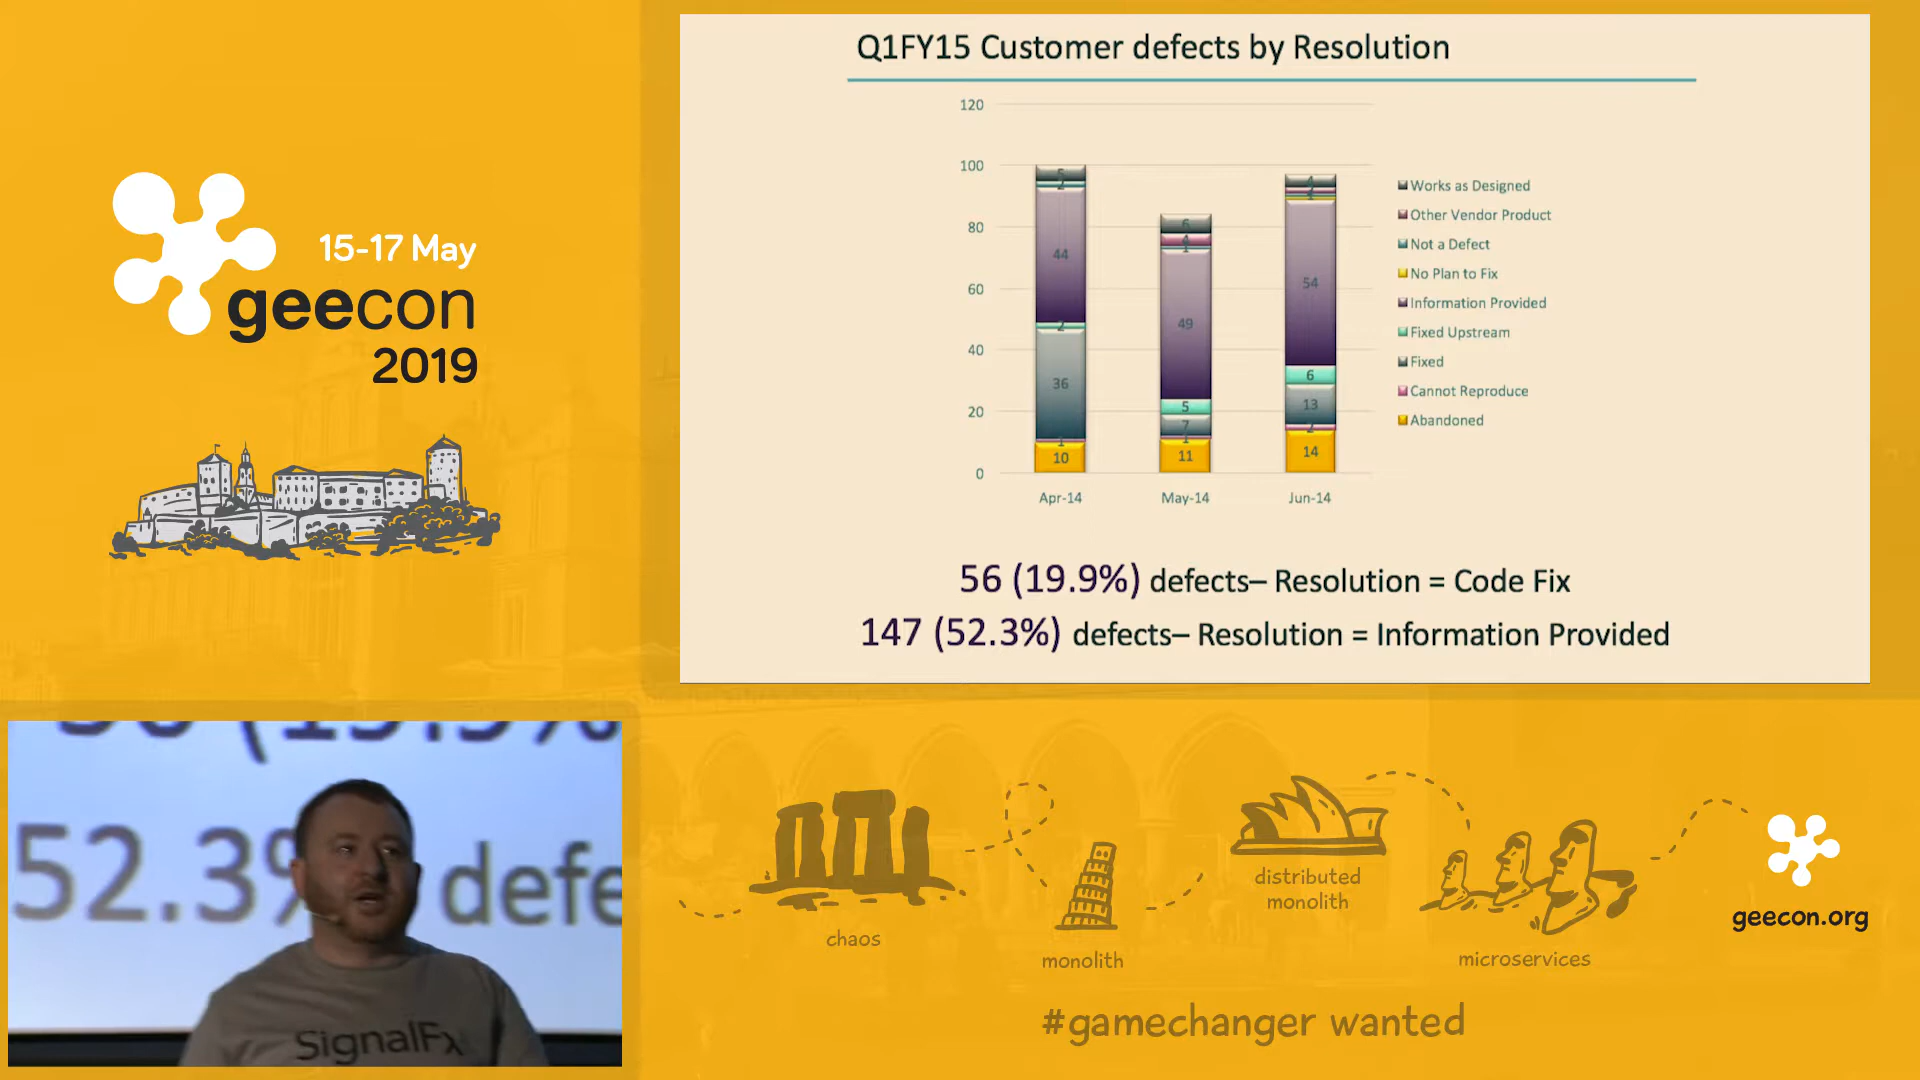 15-17 May
geecon
2019
Q1FY15 Customer defects by Resolution
120
100
80
60
40
20
0
5
2
44
2
36
1
10
6
4
1
49
5
7
1
11
4
1
54
6
13
2
14
Apr-14
May-14
Jun-14
Works as Designed
Other Vendor Product
Not a Defect
No Plan to Fix
Information Provided
Fixed Upstream
Fixed
Cannot Reproduce
Abandoned
56 (19.9%) defects– Resolution = Code Fix
147 (52.3%) defects– Resolution = Information Provided
52.3% defe
SignalFx
chaos
monolith
distributed
monolith
microservices
geecon.org
#gamechanger wanted